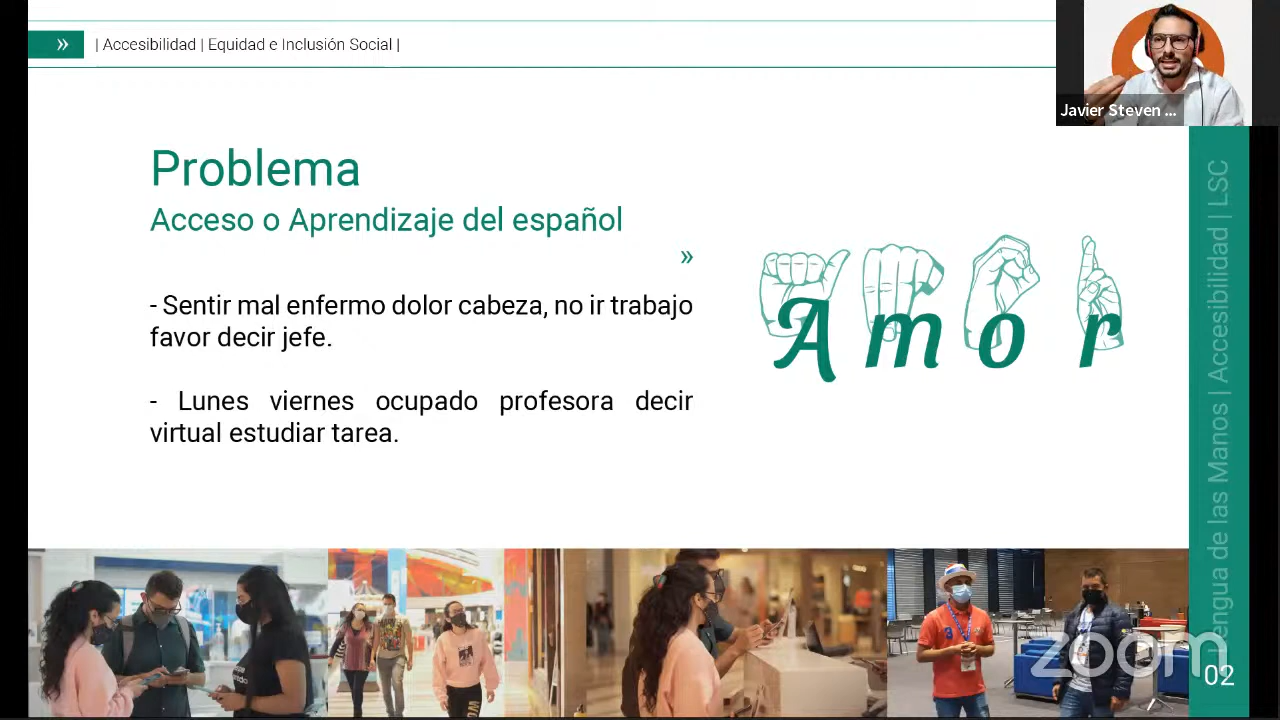 » | Accesibilidad | Equidad e Inclusión Social |
Javier Steven ...
Problema
Acceso o Aprendizaje del español
»
- Sentir mal enfermo dolor cabeza, no ir trabajo
favor decir jefe.
- Lunes viernes ocupado profesora decir
virtual estudiar tarea.
A m o r
Lengua de las Manos | Accesibilidad | LSC
zoom
02